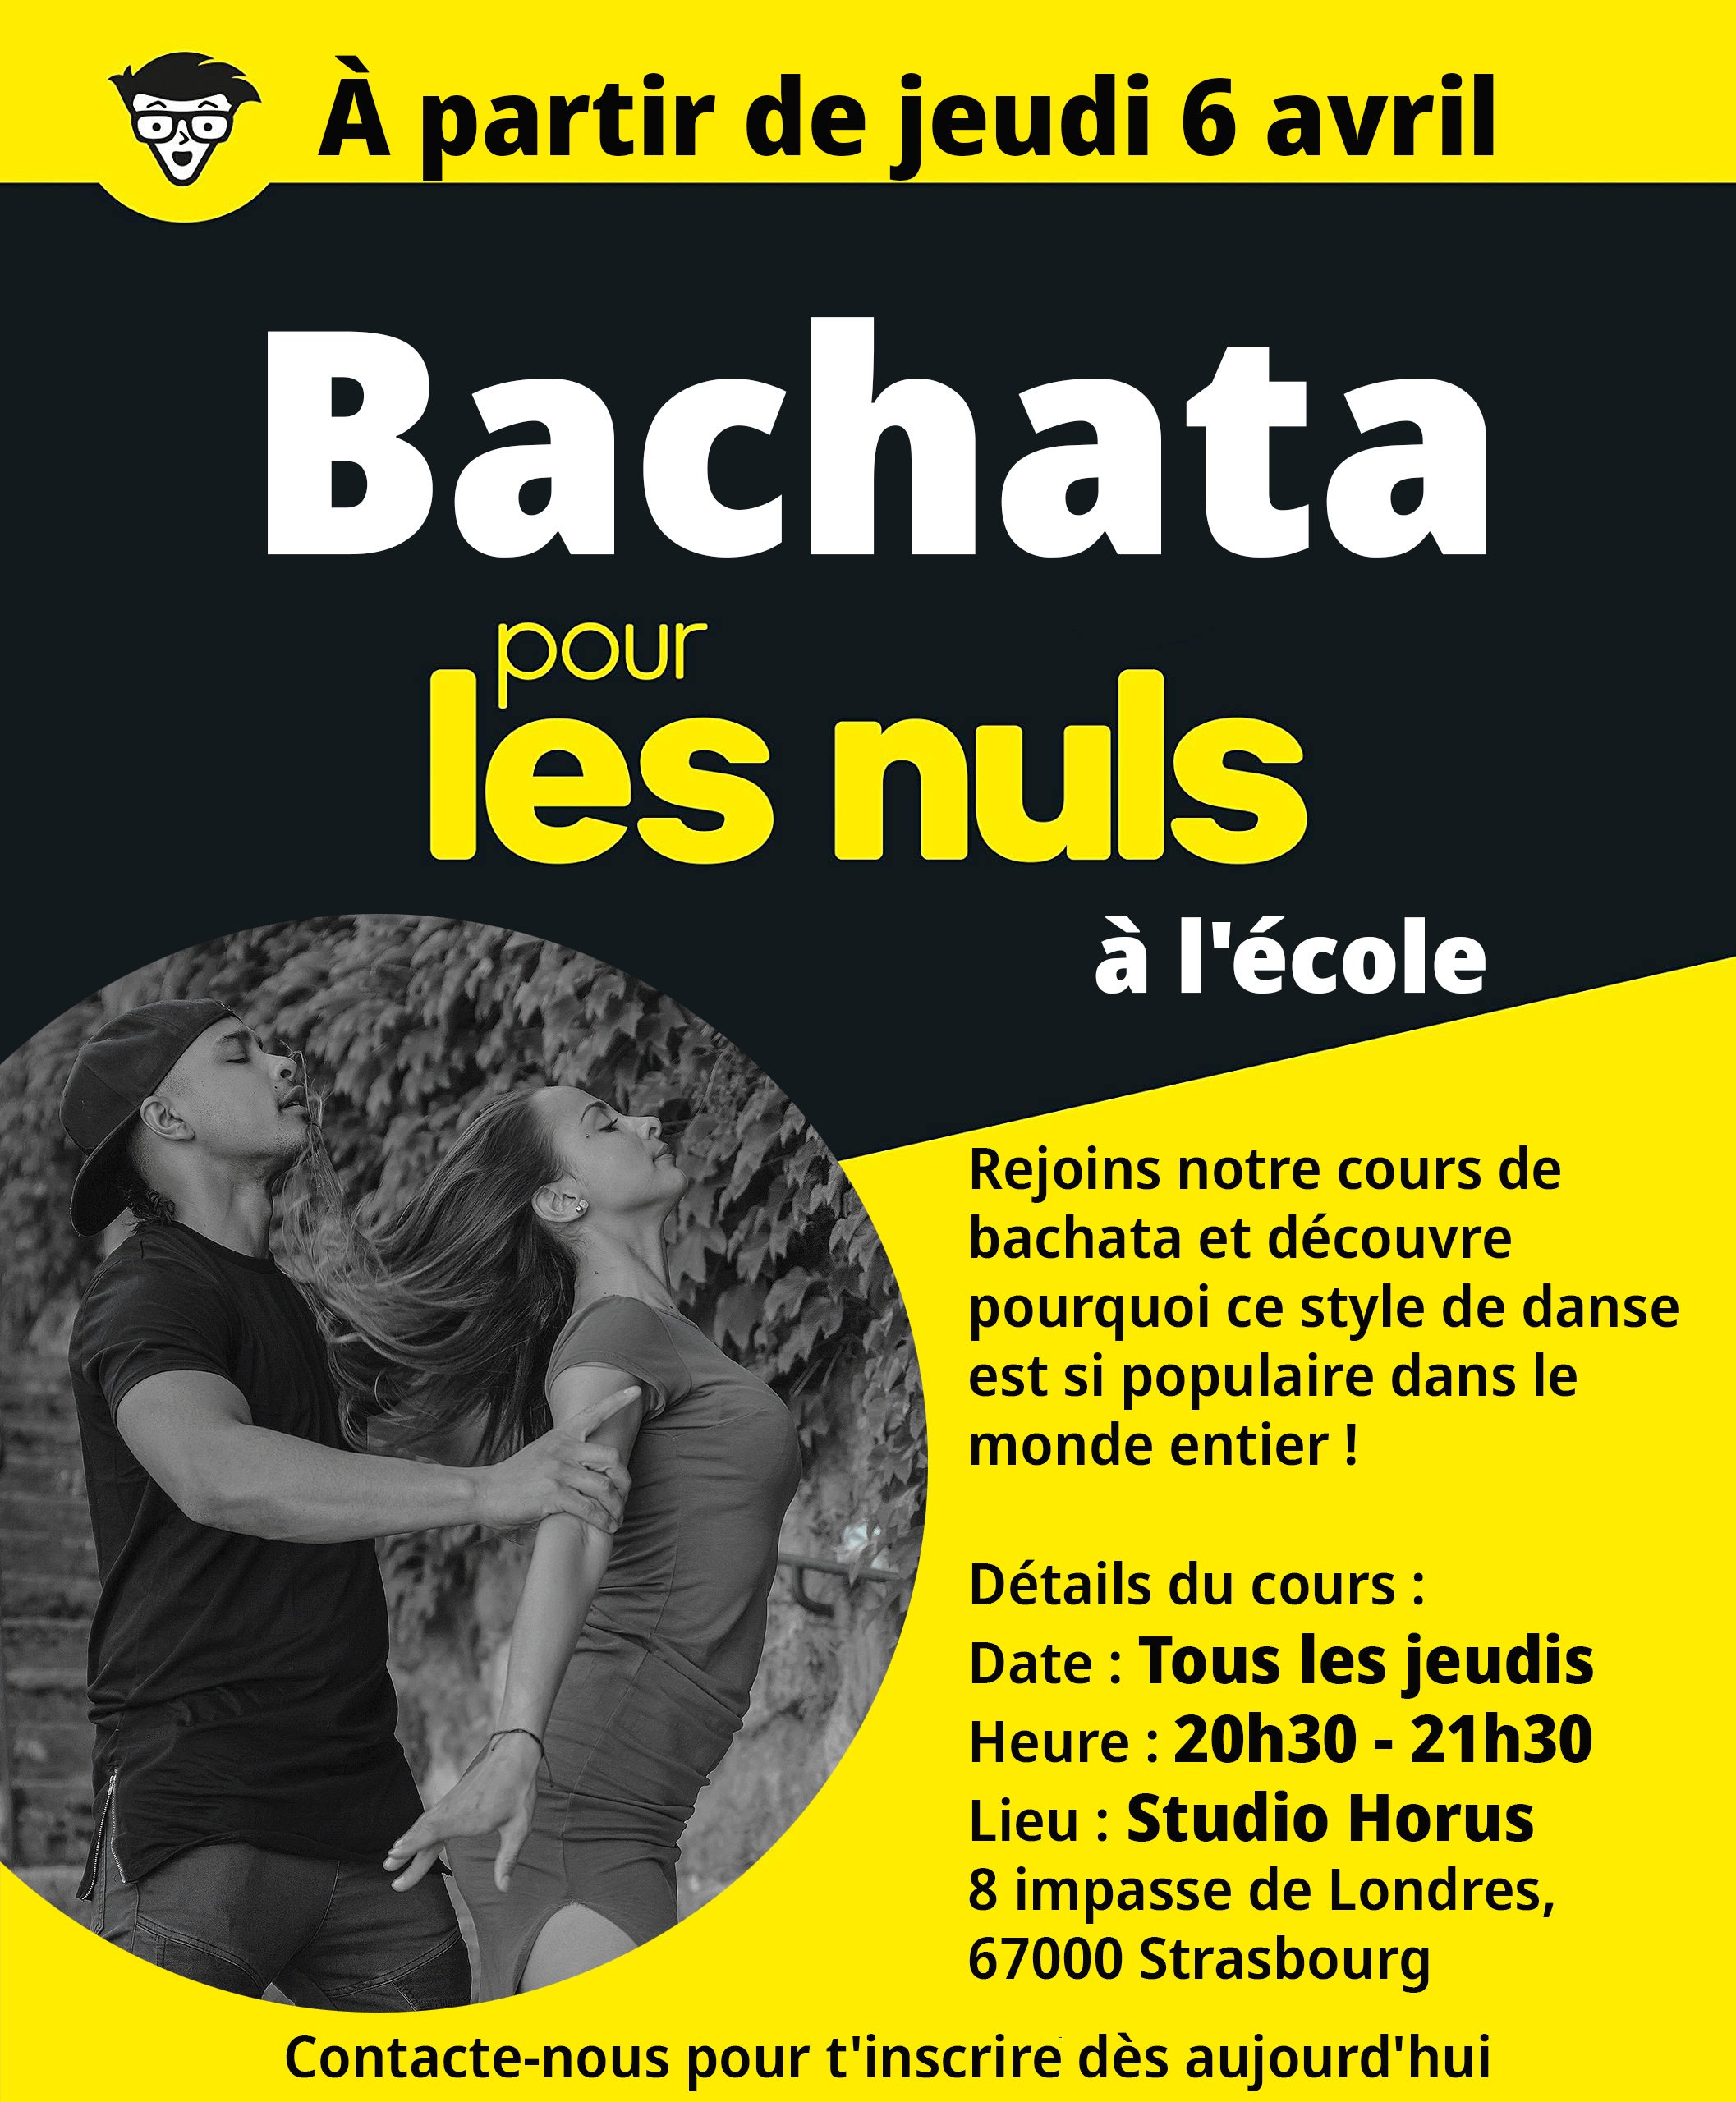 À partir de jeudi 6 avril
Bachata
pour
les nuls
à l'école
Rejoins notre cours de
bachata et découvre
pourquoi ce style de danse
est si populaire dans le
monde entier !
Détails du cours :
Date : Tous les jeudis
Heure : 20h30 - 21h30
Lieu : Studio Horus
8 impasse de Londres,
67000 Strasbourg
Contacte-nous pour t'inscrire dès aujourd'hui